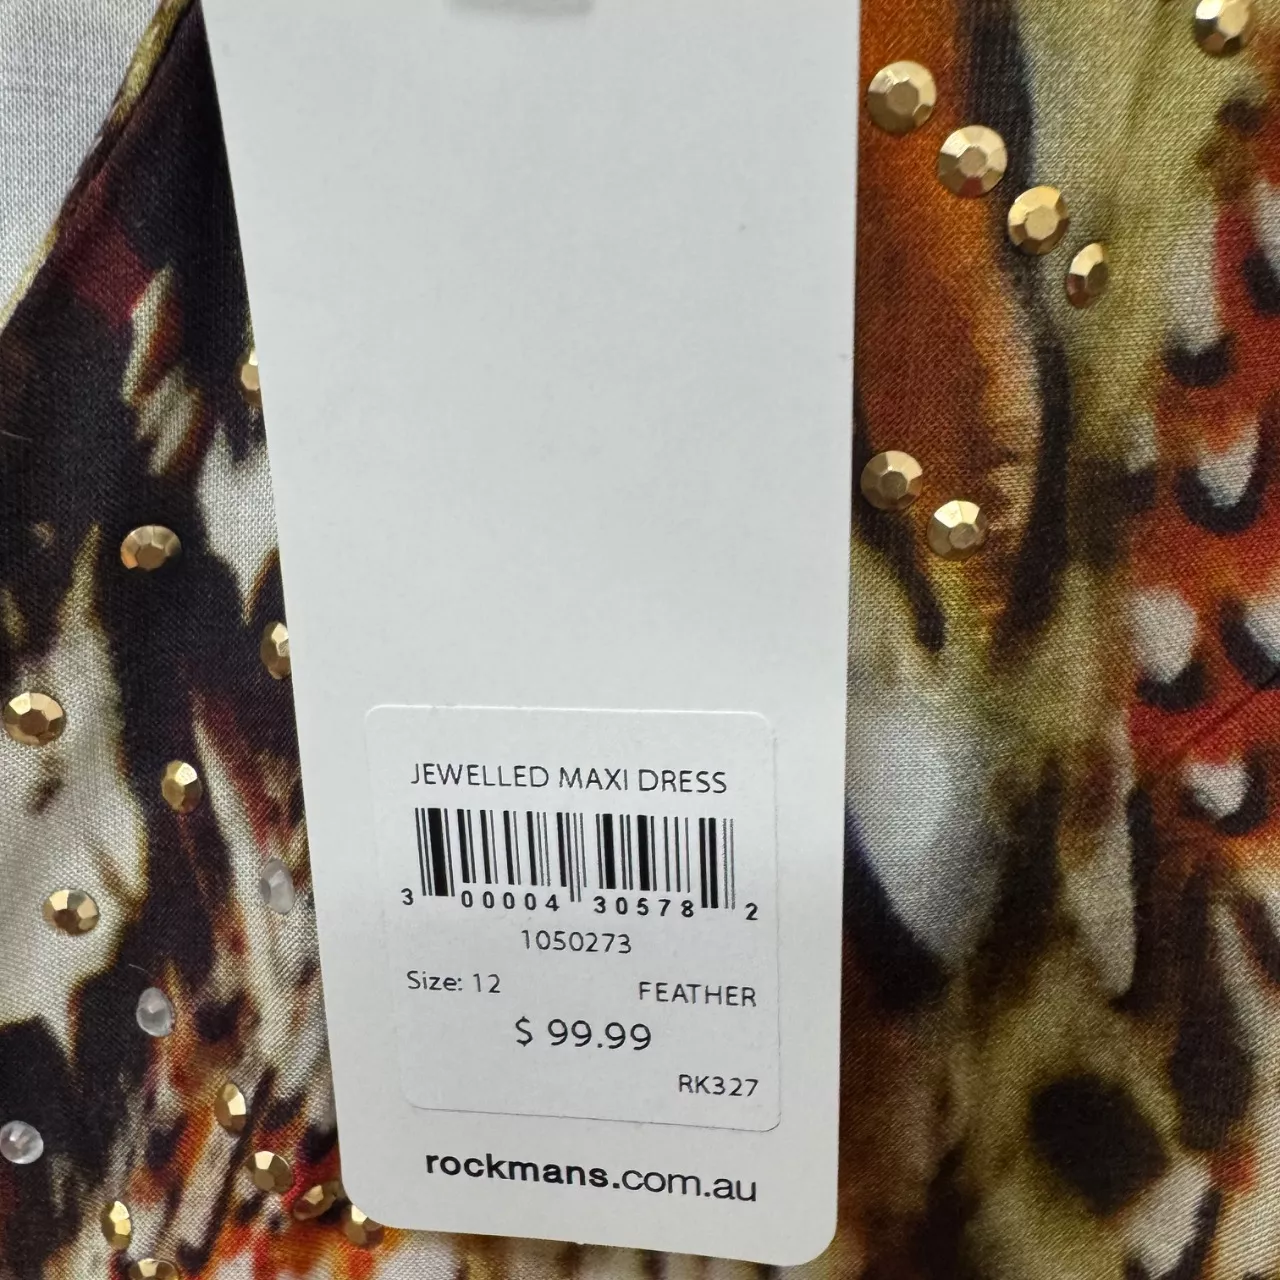 JEWELLED MAXI DRESS
3 00004 30578 2
1050273
Size: 12 FEATHER
$ 99.99
RK327
rockmans.com.au